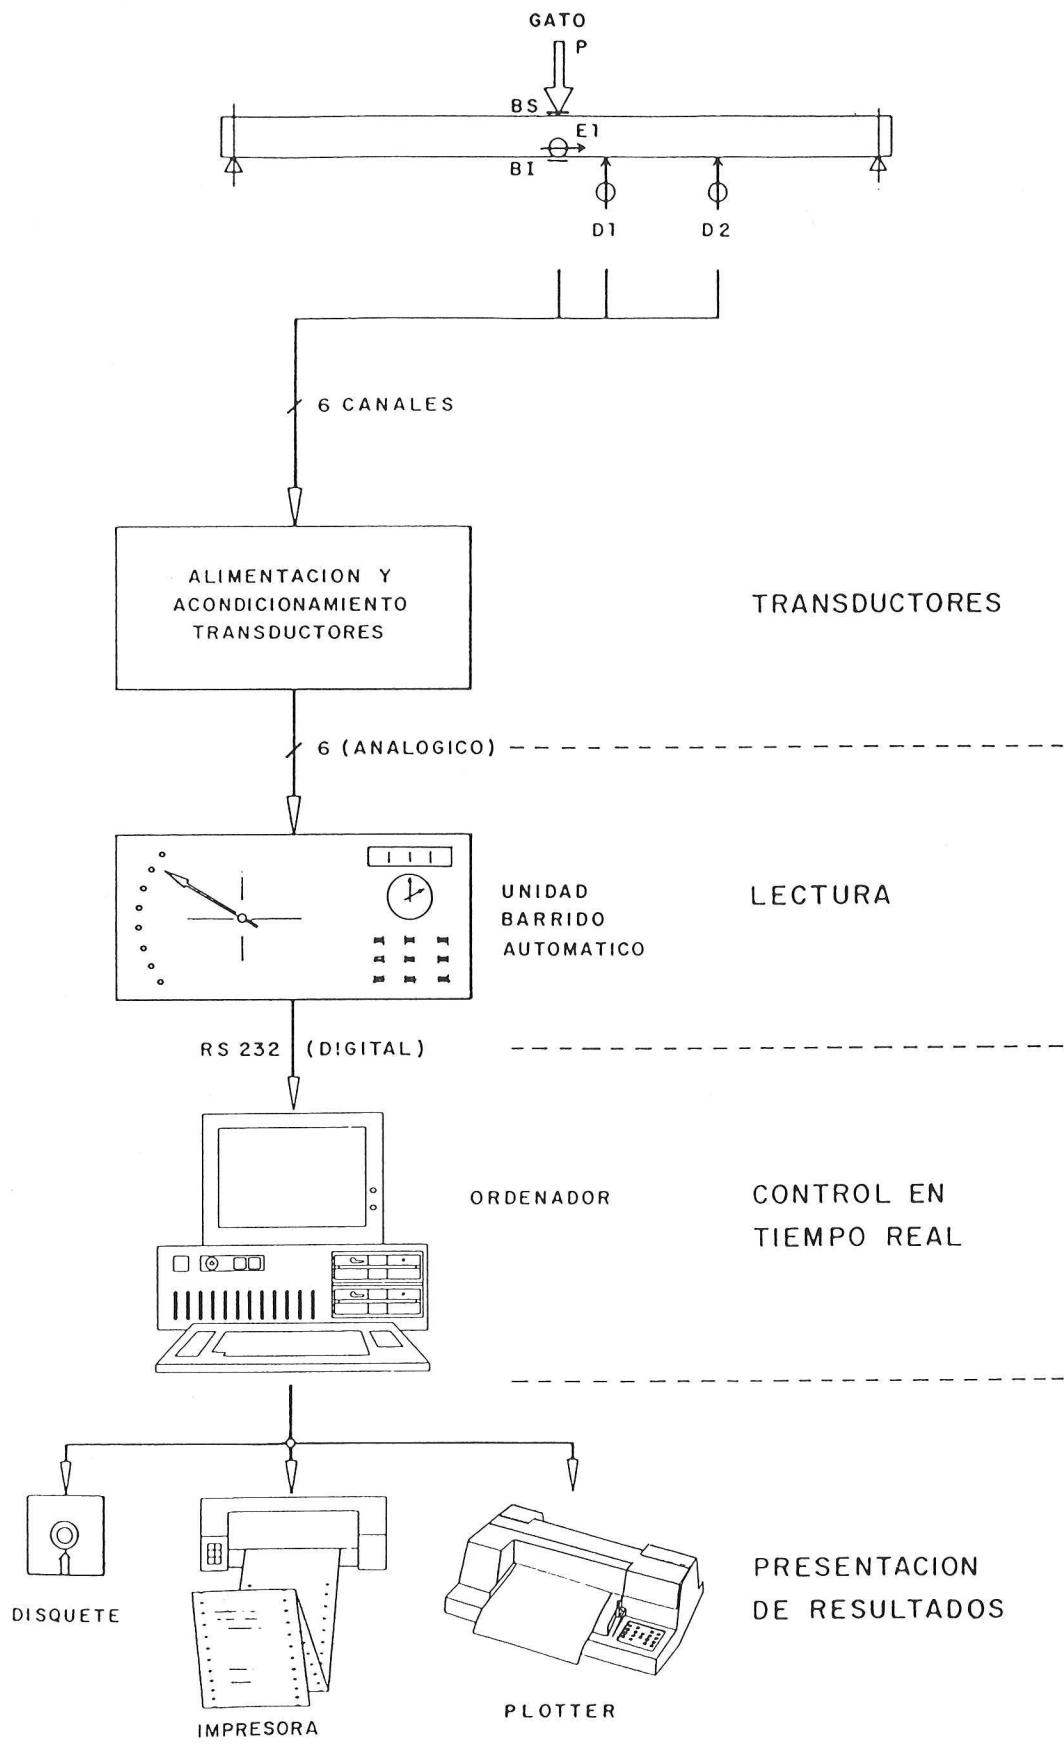 GATO
P
BS
E1
BI
D1
D2
6 CANALES
ALIMENTACION Y
ACONDICIONAMIENTO
TRANSDUCTORES
TRANSDUCTORES
6 (ANALOGICO)
UNIDAD
BARRIDO
AUTOMATICO
LECTURA
RS 232 (DIGITAL)
ORDENADOR
CONTROL EN
TIEMPO REAL
DISQUETE
IMPRESORA
PLOTTER
PRESENTACION
DE RESULTADOS